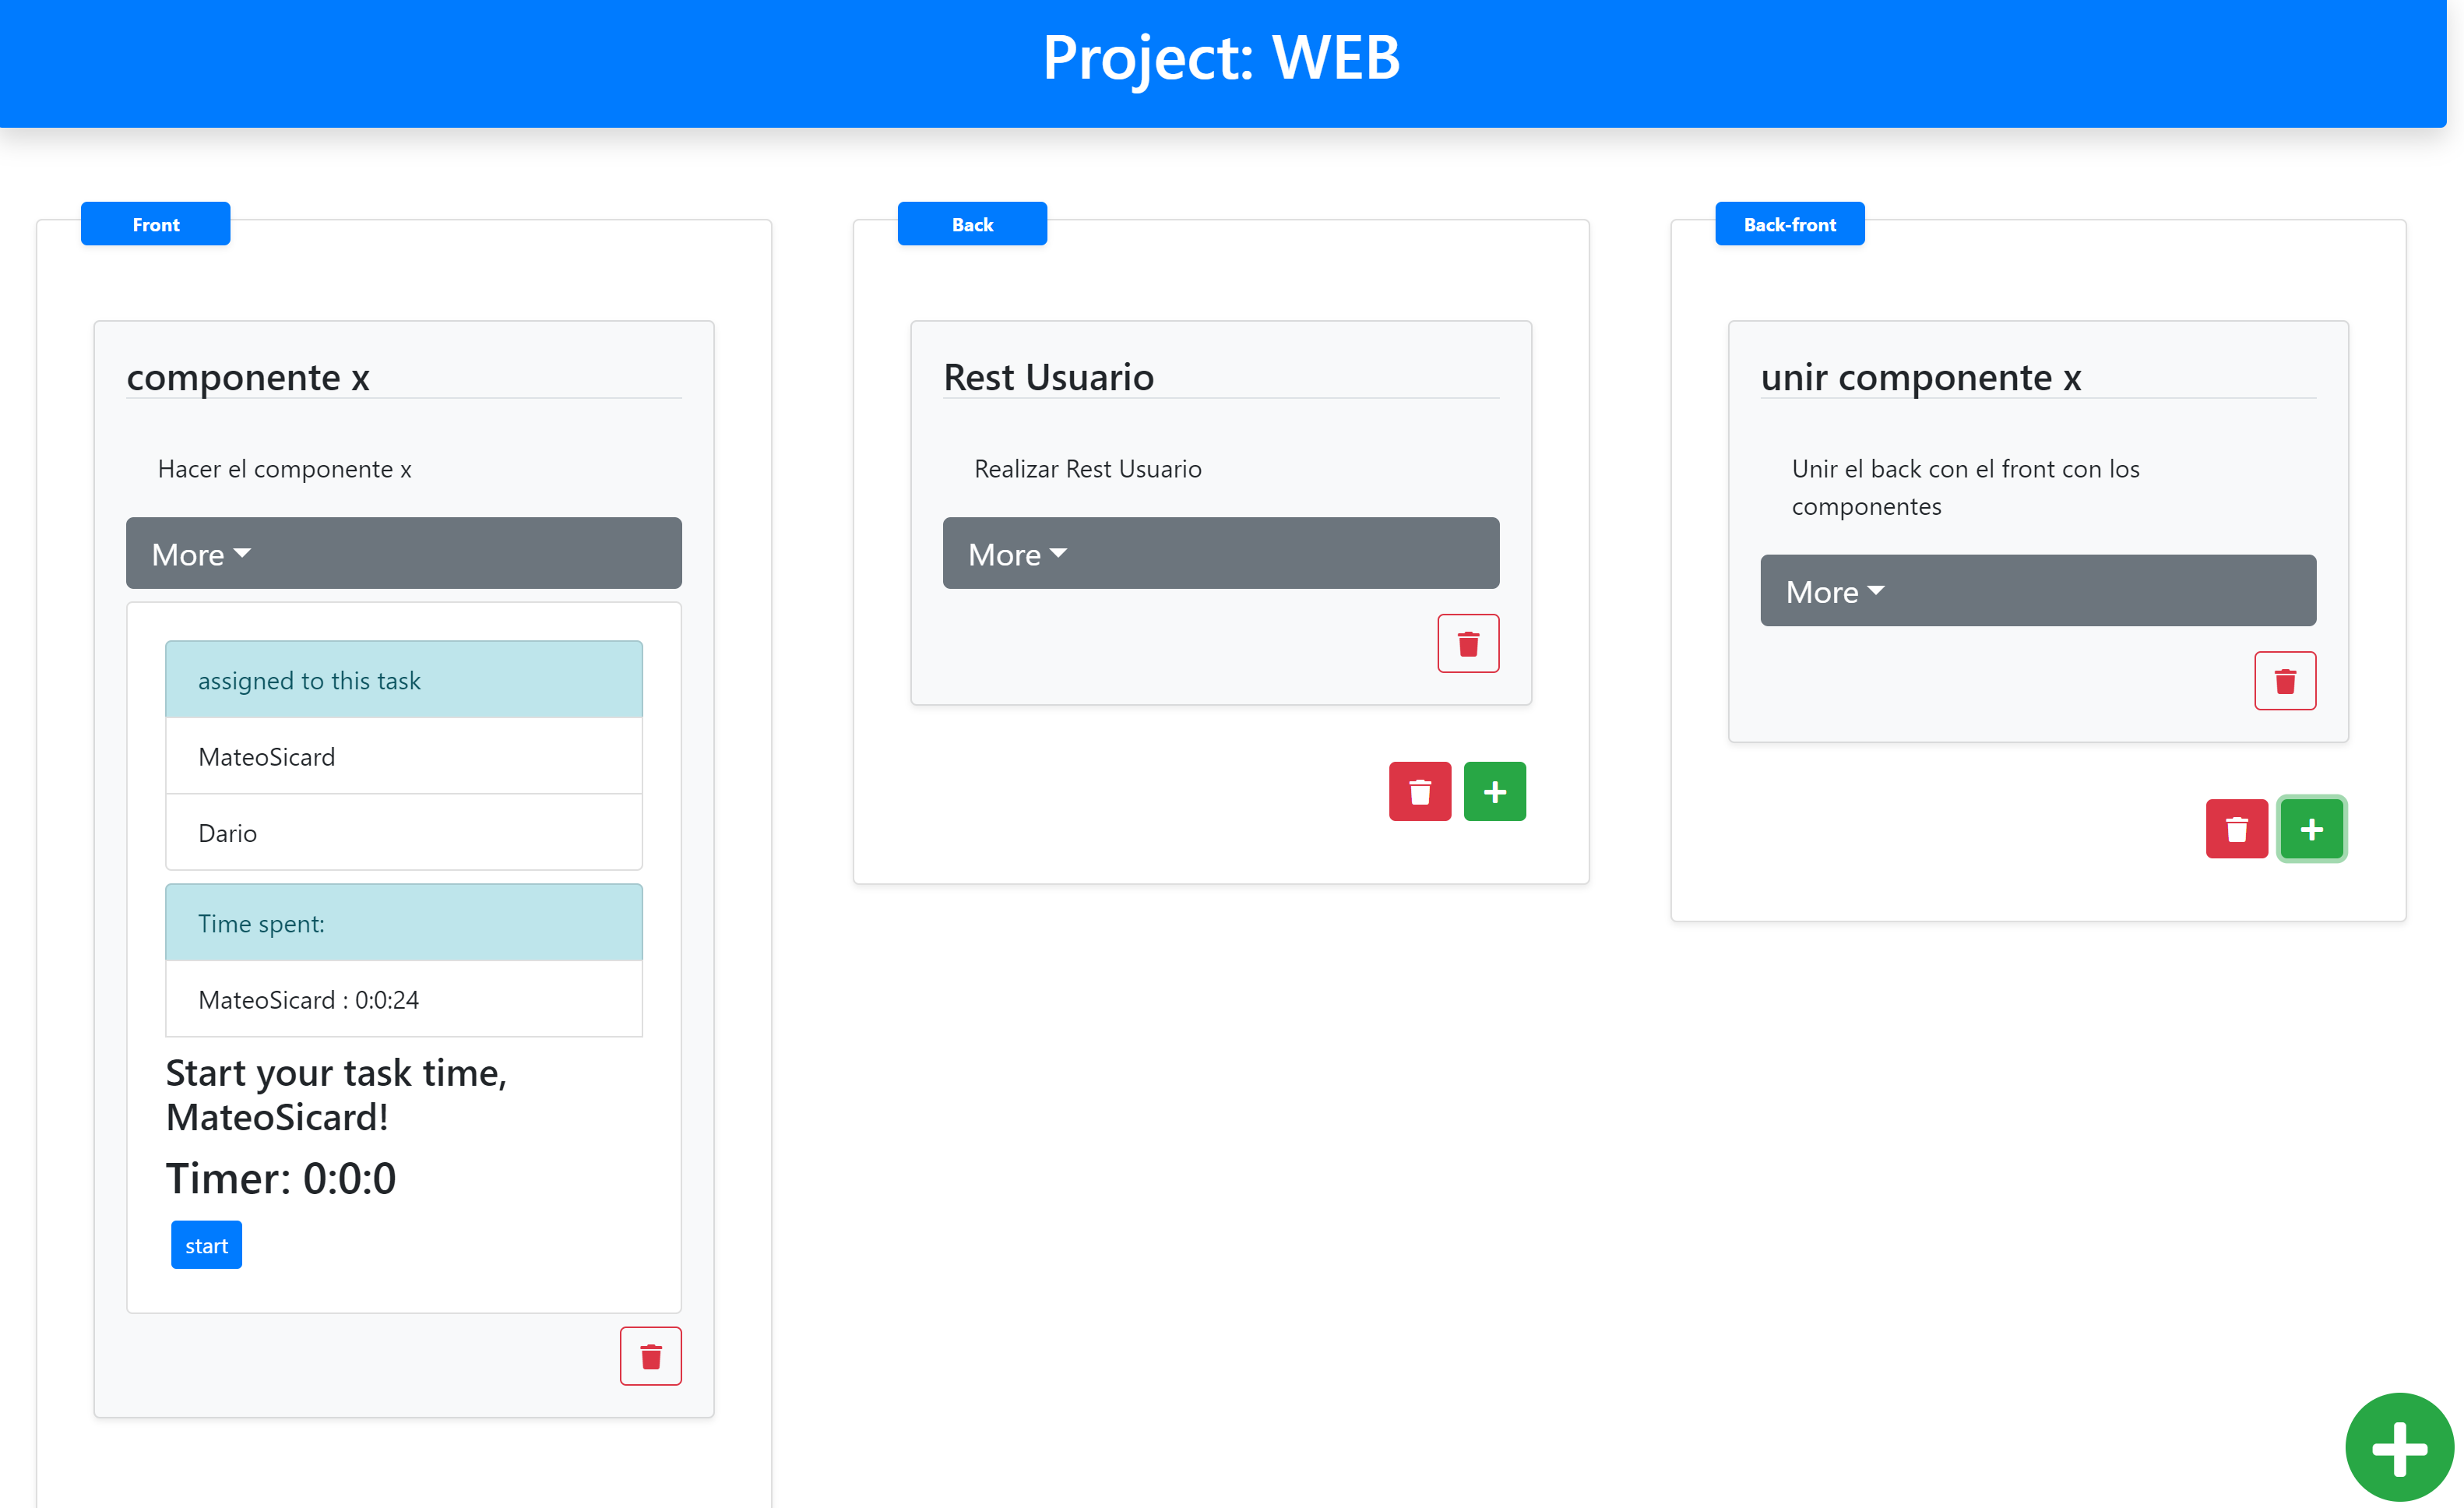 Project: WEB
Front
componente x
Hacer el componente x
More
assigned to this task
MateoSicard
Dario
Time spent:
MateoSicard : 0:0:24
Start your task time,
MateoSicard!
Timer: 0:0:0
start
Back
Rest Usuario
Realizar Rest Usuario
More
Back-front
unir componente x
Unir el back con el front con los
componentes
More